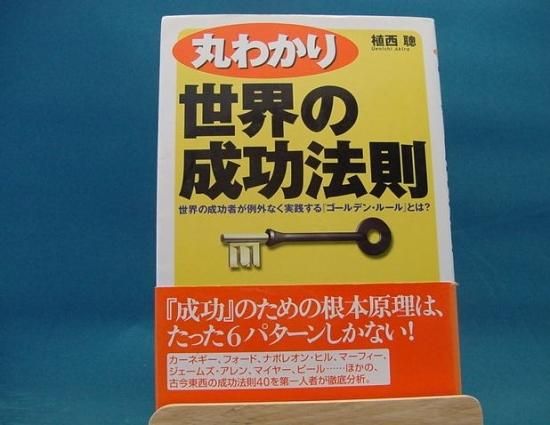 丸わかり
植西 聰
Uenishi Akira
世界の
成功法則
世界の成功者が例外なく実践する『ゴールデン・ルール』とは?
『成功』のための根本原理は、
たった6パターンしかない!
カーネギー、フォード、ナポレオン・ヒル、マーフィー、
ジェームズ・アレン、マイヤー、ピール……ほかの、
古今東西の成功法則40を第一人者が徹底分析。